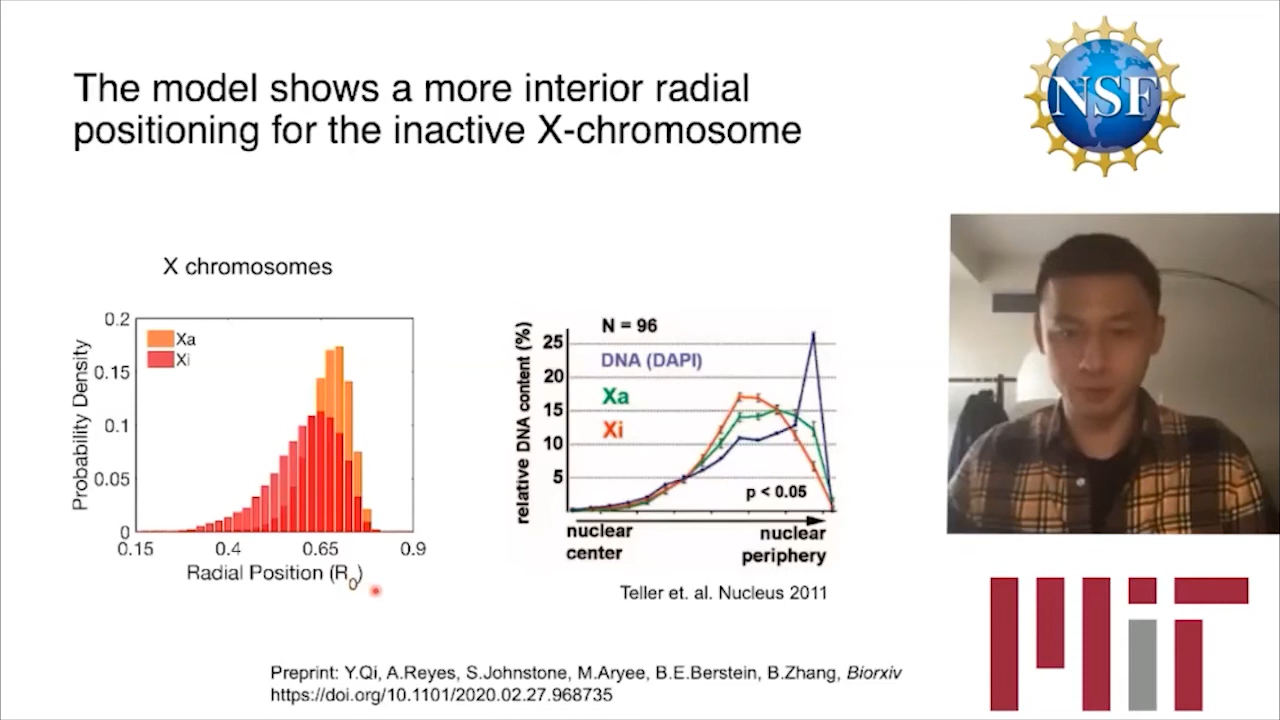 The model shows a more interior radial
positioning for the inactive X-chromosome
NSF
X chromosomes
Probability Density
0.2
0.15
0.1
0.05
0
Xa
Xi
0.15 0.4 0.65 0.9
Radial Position (R0)
relative DNA content (%)
25
20
15
10
5
N = 96
DNA (DAPI)
Xa
Xi
p < 0.05
nuclear center
nuclear periphery
Teller et. al. Nucleus 2011
Preprint: Y.Qi, A.Reyes, S.Johnstone, M.Aryee, B.E.Berstein, B.Zhang, Biorxiv
https://doi.org/10.1101/2020.02.27.968735
MIT